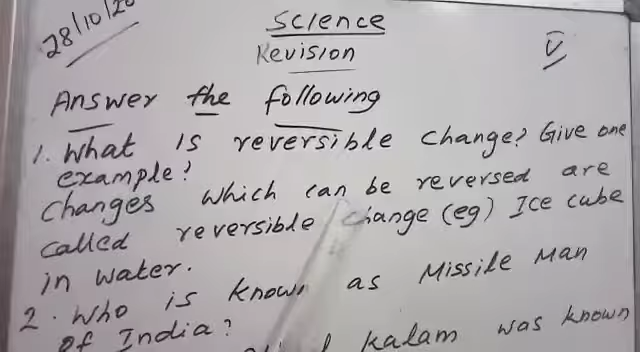 28/10/20
Science
Revision
V
Answer the following
1. What is reversible change? Give one
example?
Changes which can be reversed are
called reversible change (eg) Ice cube
in water.
2. Who is known as Missile Man
of India?
Kalam was known